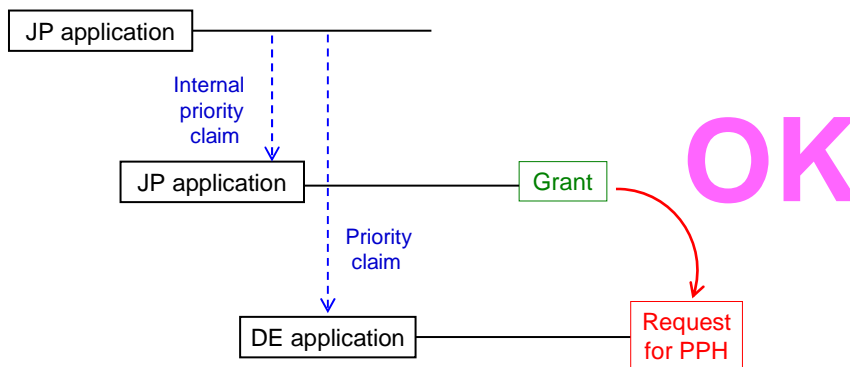 JP application
Internal
priority
claim
OK
JP application
Grant
Priority
claim
DE application
Request
for PPH